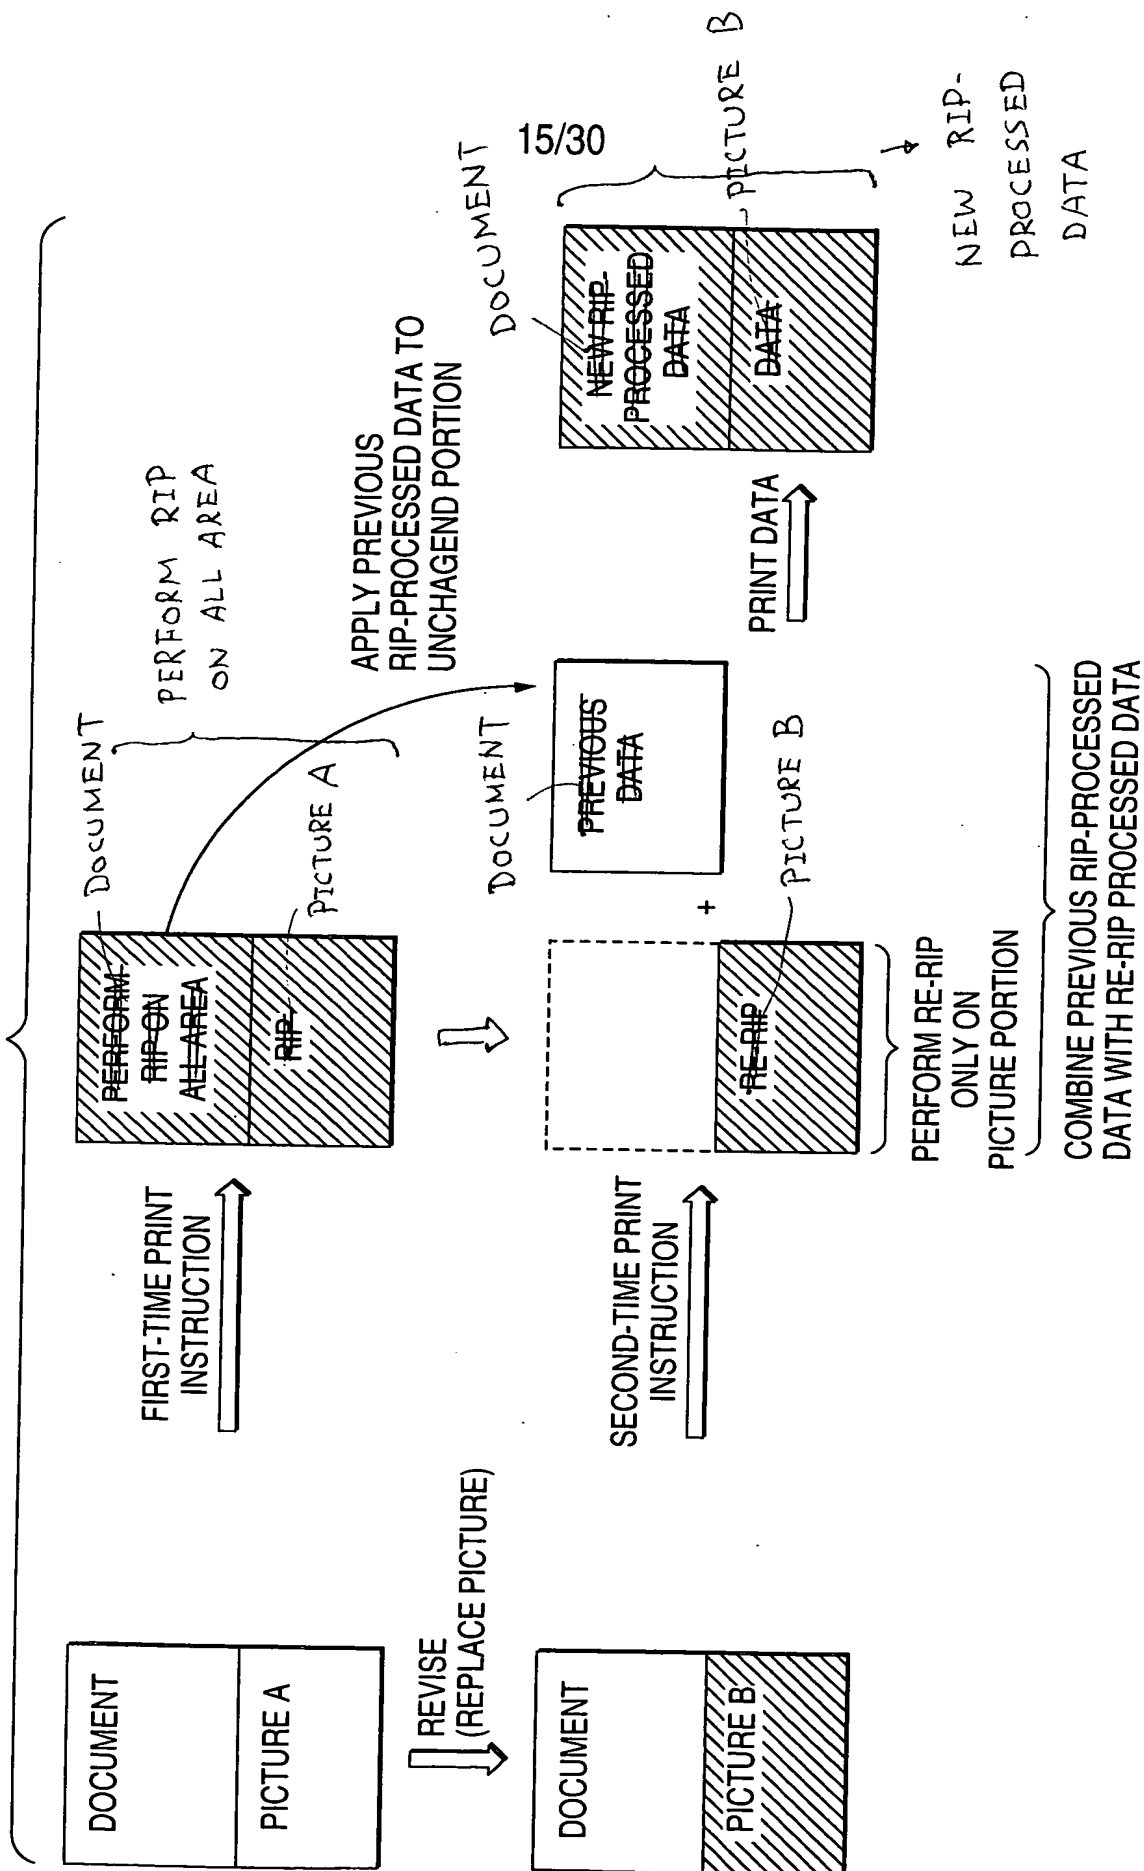 15/30
DOCUMENT
PICTURE A
FIRST-TIME PRINT
INSTRUCTION
DOCUMENT
PERFORM
RIP ON
ALL AREA
RIP
PICTURE A
PERFORM RIP
ON ALL AREA
APPLY PREVIOUS
RIP-PROCESSED DATA TO
UNCHAGEND PORTION
REVISE
(REPLACE PICTURE)
DOCUMENT
PICTURE B
SECOND-TIME PRINT
INSTRUCTION
RE-RIP
PICTURE B
+
DOCUMENT
PREVIOUS
DATA
PERFORM RE-RIP
ONLY ON
PICTURE PORTION
COMBINE PREVIOUS RIP-PROCESSED
DATA WITH RE-RIP PROCESSED DATA
PRINT DATA
DOCUMENT
NEW RIP-
PROCESSED
DATA
DATA
PICTURE B
NEW RIP-
PROCESSED
DATA